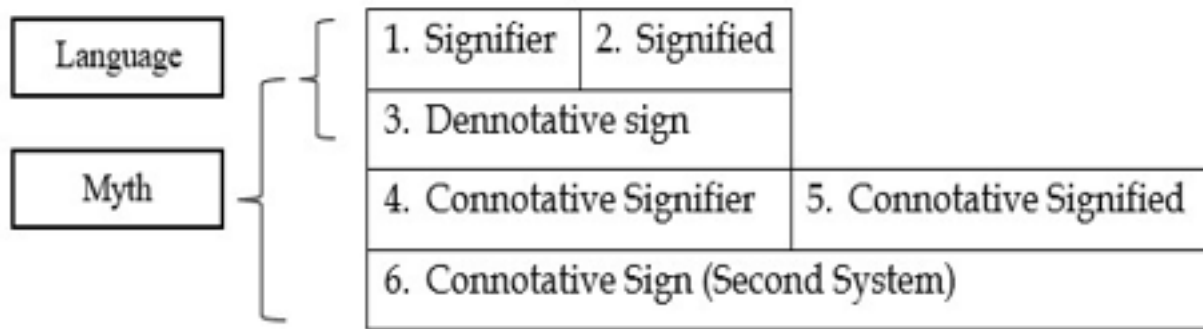 Language
1. Signifier
2. Signified
3. Dennotative sign
Myth
4. Connotative Signifier
5. Connotative Signified
6. Connotative Sign (Second System)